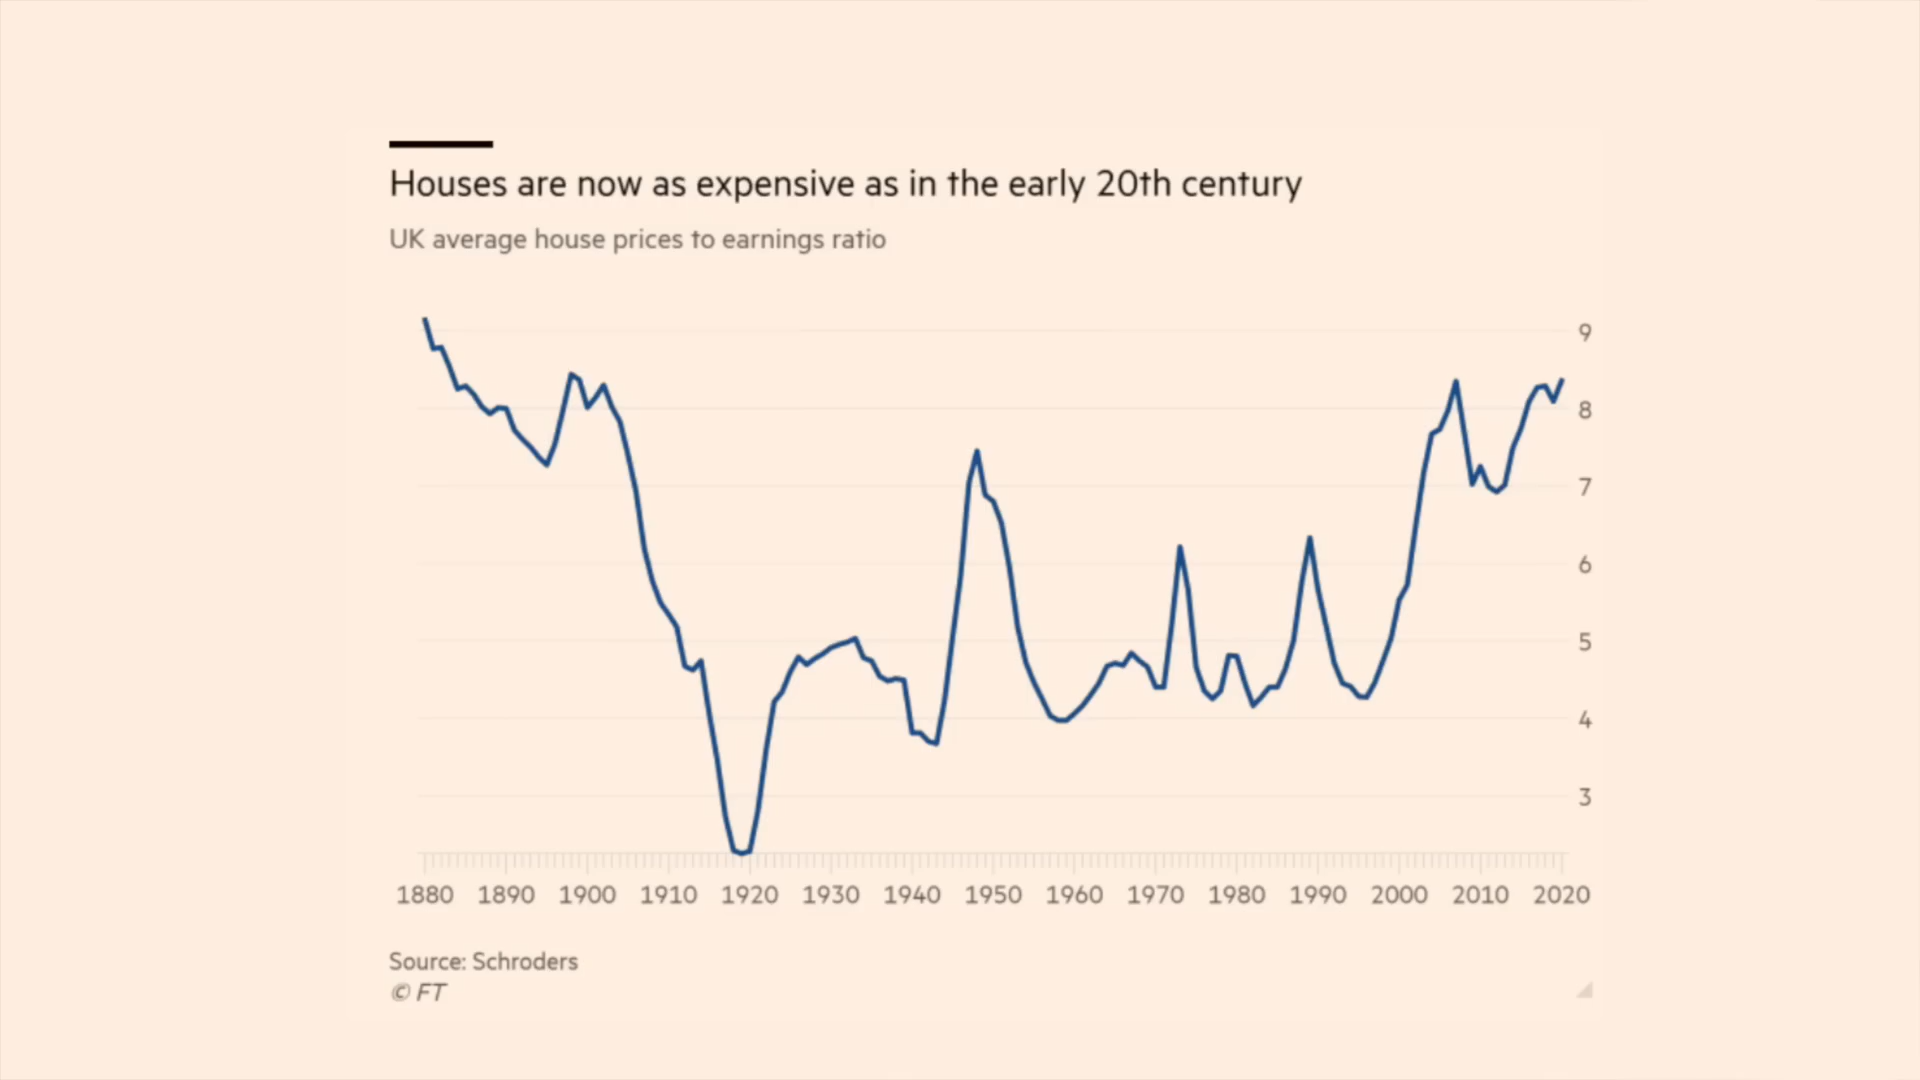 Houses are now as expensive as in the early 20th century
UK average house prices to earnings ratio
9
8
7
6
5
4
3
1880 1890 1900 1910 1920 1930 1940 1950 1960 1970 1980 1990 2000 2010 2020
Source: Schroders
© FT